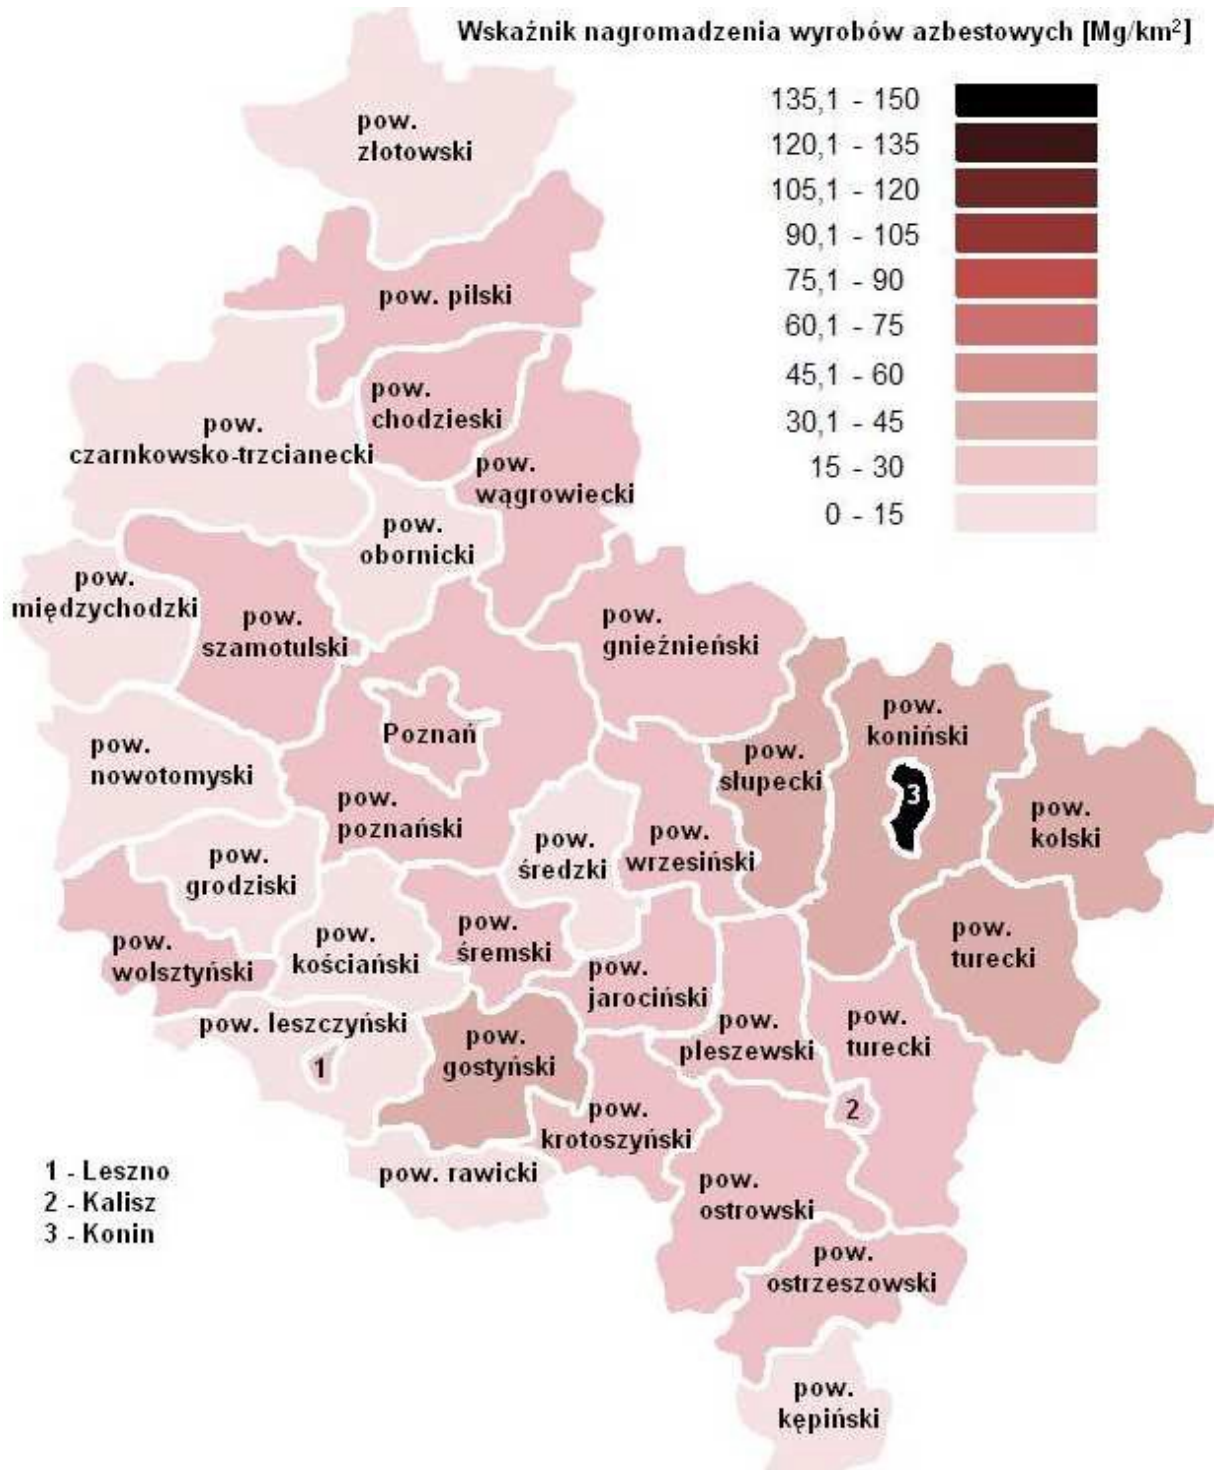 Wskaźnik nagromadzenia wyrobów azbestowych [Mg/km²]
135,1 - 150
120,1 - 135
105,1 - 120
90,1 - 105
75,1 - 90
60,1 - 75
45,1 - 60
30,1 - 45
15 - 30
0 - 15
pow.
złotowski
pow. pilski
pow.
chodzieski
pow.
czarnkowsko-trzcianecki
pow.
wągrowiecki
pow.
obornicki
pow.
międzychodzki
pow.
szamotulski
pow.
gnieźnieński
Poznań
pow.
nowotomyski
pow.
poznański
pow.
słupecki
pow.
koniński
3
pow.
kolski
pow.
wrzesiński
pow.
średzki
pow.
grodziski
pow.
wolsztyński
pow.
kościański
pow.
śremski
pow.
jarociński
pow.
turecki
pow. leszczyński
1
pow.
gostyński
pow.
pleszewski
pow.
turecki
2
pow.
krotoszyński
pow. rawicki
pow.
ostrowski
pow.
ostrzeszowski
pow.
kępiński
1 - Leszno
2 - Kalisz
3 - Konin